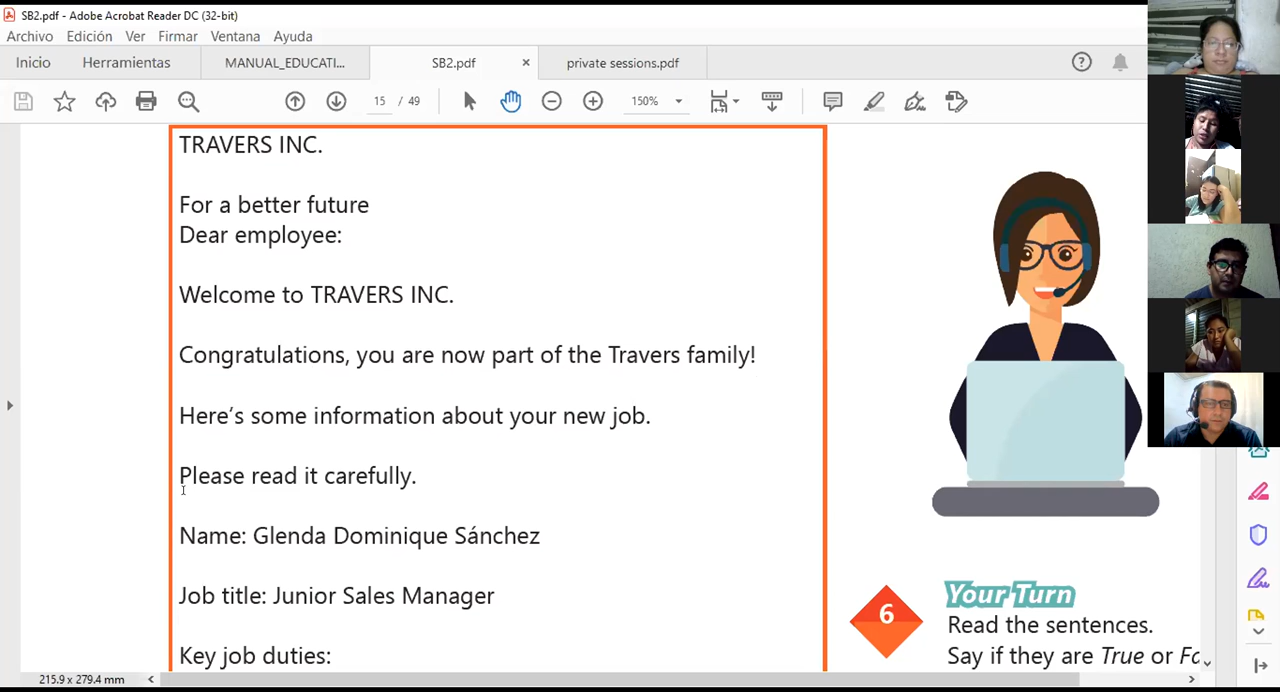 SB2.pdf - Adobe Acrobat Reader DC (32-bit)
Archivo Edición Ver Firmar Ventana Ayuda
Inicio Herramientas MANUAL_EDUCATI... SB2.pdf × private sessions.pdf
15 / 49 150%
TRAVERS INC.
For a better future
Dear employee:
Welcome to TRAVERS INC.
Congratulations, you are now part of the Travers family!
Here's some information about your new job.
Please read it carefully.
Name: Glenda Dominique Sánchez
Job title: Junior Sales Manager
Key job duties:
6
Your Turn
Read the sentences.
Say if they are True or
215.9 x 279.4 mm